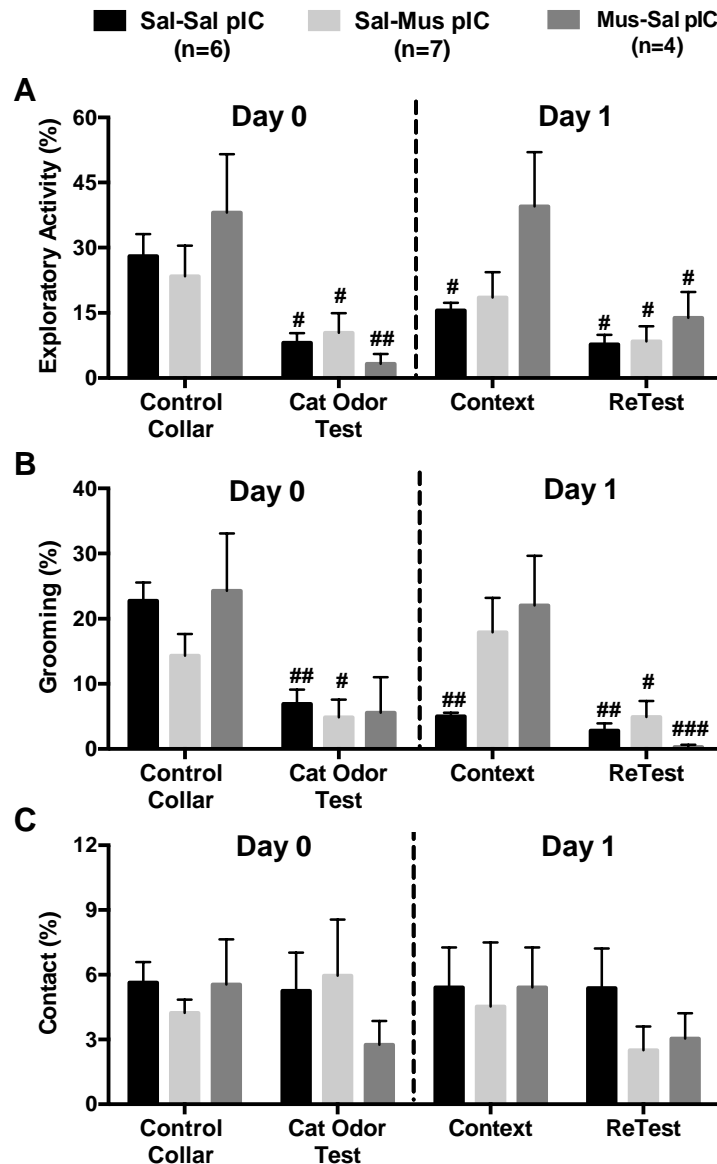 Sal-Sal pIC Sal-Mus pIC Mus-Sal pIC
(n=6) (n=7) (n=4)
A
Day 0 Day 1
Exploratory Activity (%)
60
45
30
15
0
# # ## # # # #
Control Cat Odor Context ReTest
Collar Test
B
Day 0 Day 1
Grooming (%)
40
30
20
10
0
## # ## ## # ###
Control Cat Odor Context ReTest
Collar Test
C
Day 0 Day 1
Contact (%)
12
9
6
3
0
Control Cat Odor Context ReTest
Collar Test